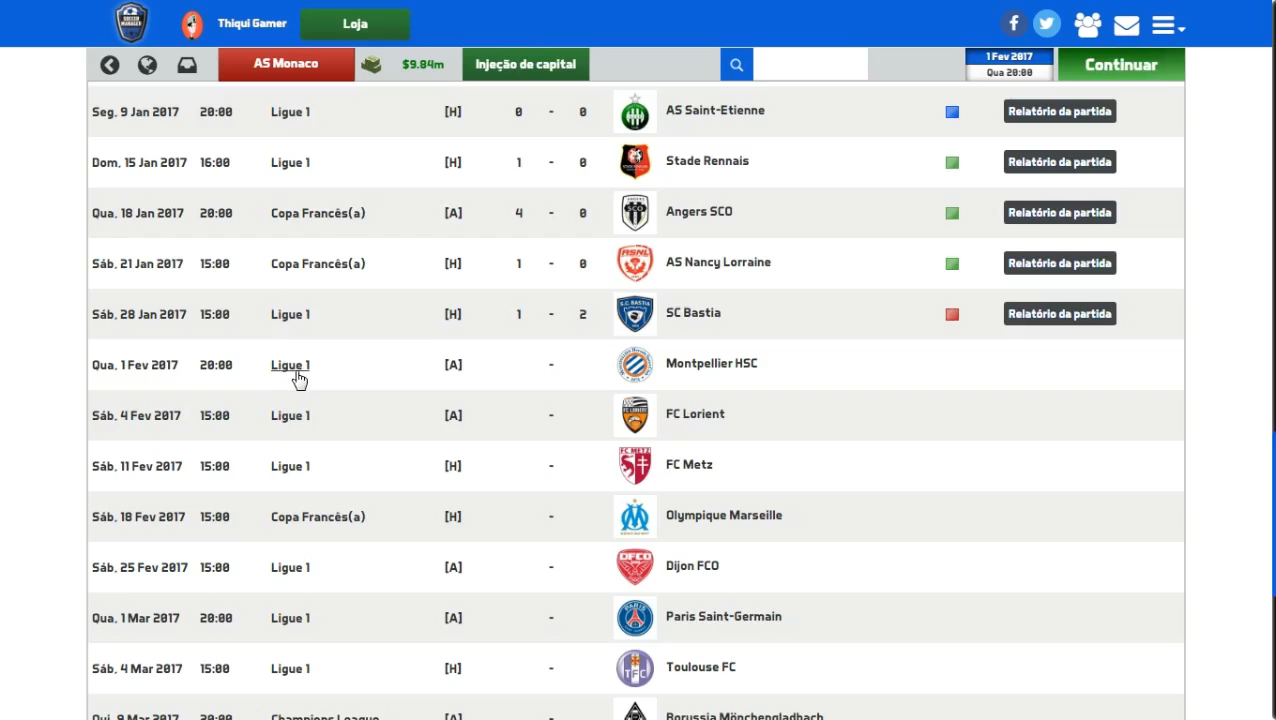 Thiqui Gamer Loja
AS Monaco $9.84m Injeção de capital 1 Fev 2017 Qua 20:00 Continuar
Seg, 9 Jan 2017 20:00 Ligue 1 [H] 0 - 0 AS Saint-Etienne Relatório da partida
Dom, 15 Jan 2017 16:00 Ligue 1 [H] 1 - 0 Stade Rennais Relatório da partida
Qua, 18 Jan 2017 20:00 Copa Francês(a) [A] 4 - 0 Angers SCO Relatório da partida
Sáb, 21 Jan 2017 15:00 Copa Francês(a) [H] 1 - 0 AS Nancy Lorraine Relatório da partida
Sáb, 28 Jan 2017 15:00 Ligue 1 [H] 1 - 2 SC Bastia Relatório da partida
Qua, 1 Fev 2017 20:00 Ligue 1 [A] - Montpellier HSC
Sáb, 4 Fev 2017 15:00 Ligue 1 [A] - FC Lorient
Sáb, 11 Fev 2017 15:00 Ligue 1 [H] - FC Metz
Sáb, 18 Fev 2017 15:00 Copa Francês(a) [H] - Olympique Marseille
Sáb, 25 Fev 2017 15:00 Ligue 1 [A] - Dijon FCO
Qua, 1 Mar 2017 20:00 Ligue 1 [A] - Paris Saint-Germain
Sáb, 4 Mar 2017 15:00 Ligue 1 [H] - Toulouse FC
Qui, 9 Mar 2017 20:00 Champions League [A] - Borussia Mönchengladbach